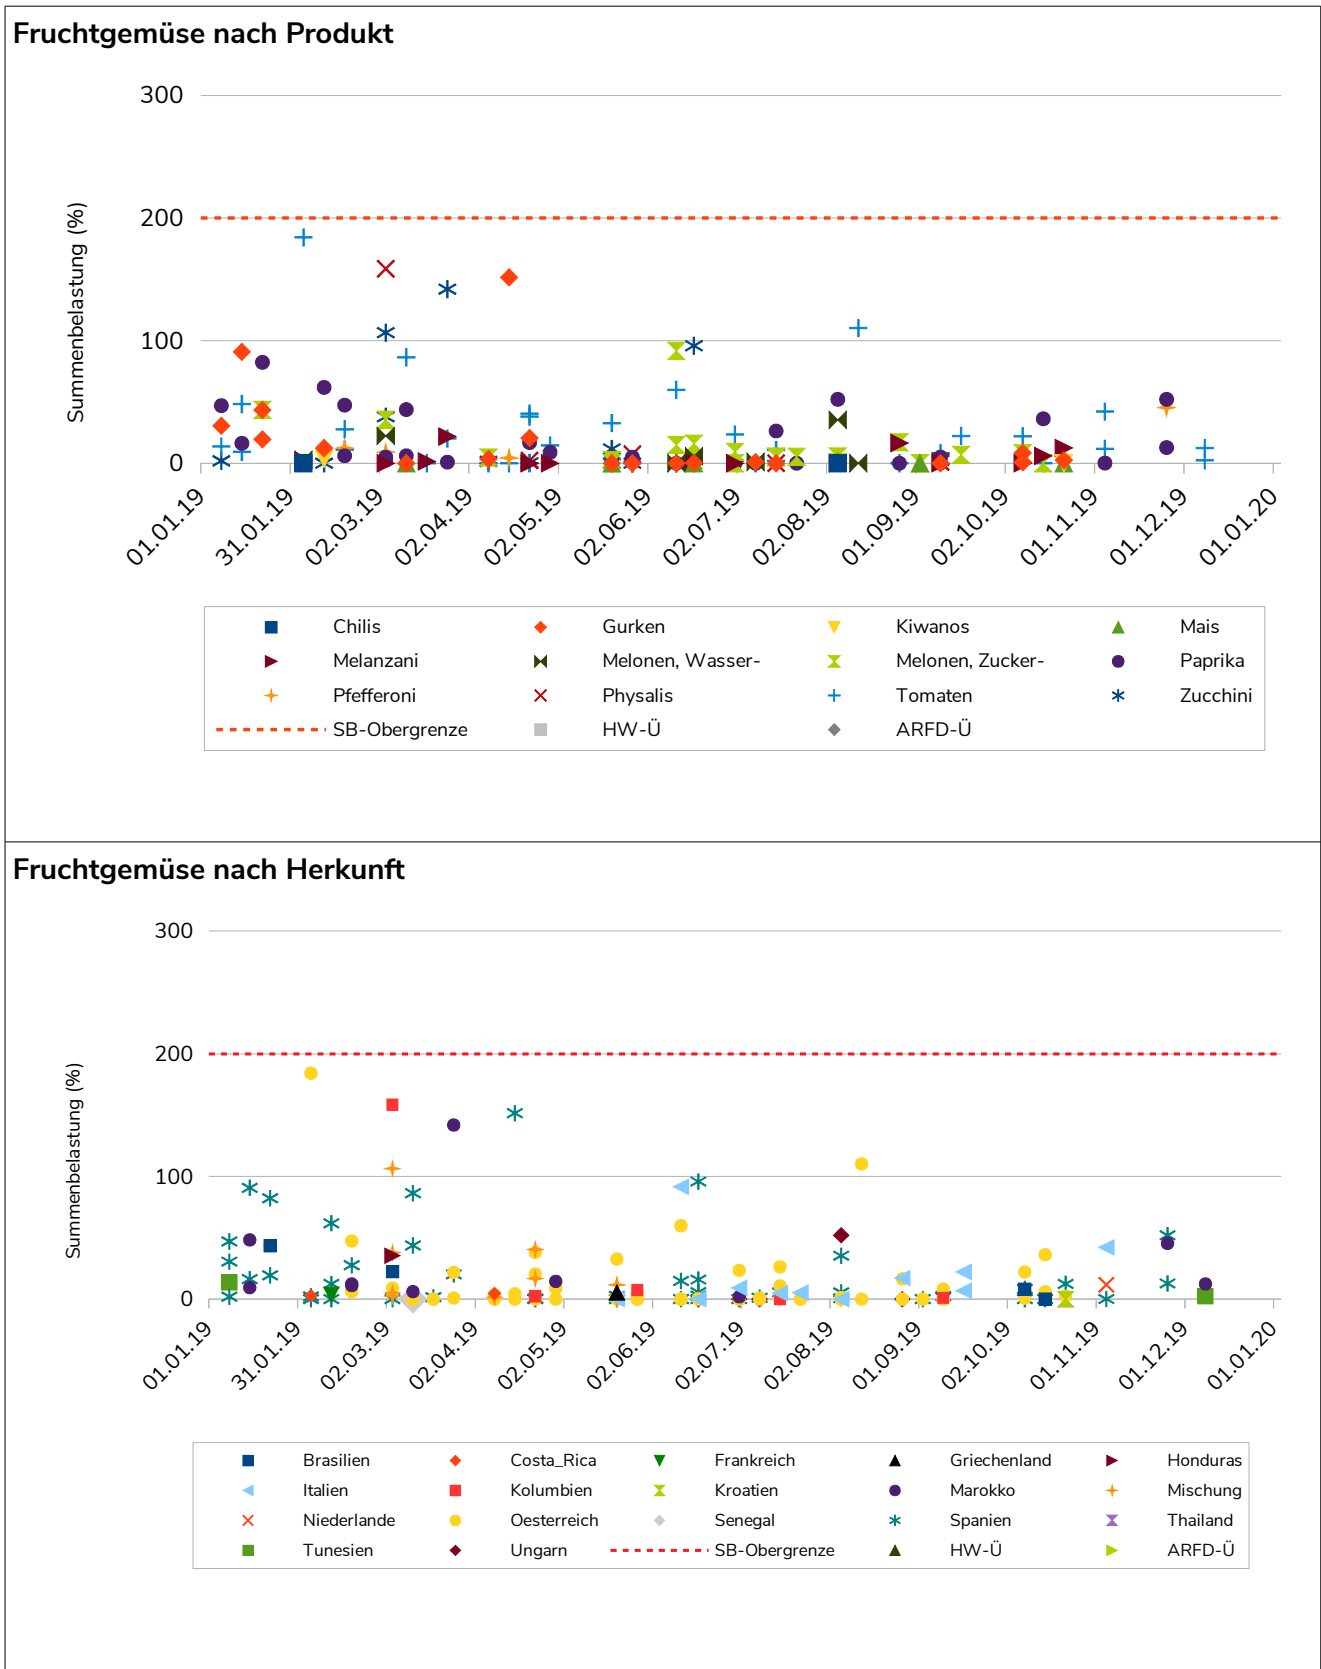 Fruchtgemüse nach Produkt
300
200
100
0
Summenbelastung (%)
01.01.19
31.01.19
02.03.19
02.04.19
02.05.19
02.06.19
02.07.19
02.08.19
01.09.19
02.10.19
01.11.19
01.12.19
01.01.20
Chilis Gurken Kiwanos Mais
Melanzani Melonen, Wasser- Melonen, Zucker- Paprika
Pfefferoni Physalis Tomaten Zucchini
SB-Obergrenze HW-Ü ARFD-Ü
Fruchtgemüse nach Herkunft
300
200
100
0
Summenbelastung (%)
01.01.19
31.01.19
02.03.19
02.04.19
02.05.19
02.06.19
02.07.19
02.08.19
01.09.19
02.10.19
01.11.19
01.12.19
01.01.20
Brasilien Costa_Rica Frankreich Griechenland Honduras
Italien Kolumbien Kroatien Marokko Mischung
Niederlande Oesterreich Senegal Spanien Thailand
Tunesien Ungarn SB-Obergrenze HW-Ü ARFD-Ü